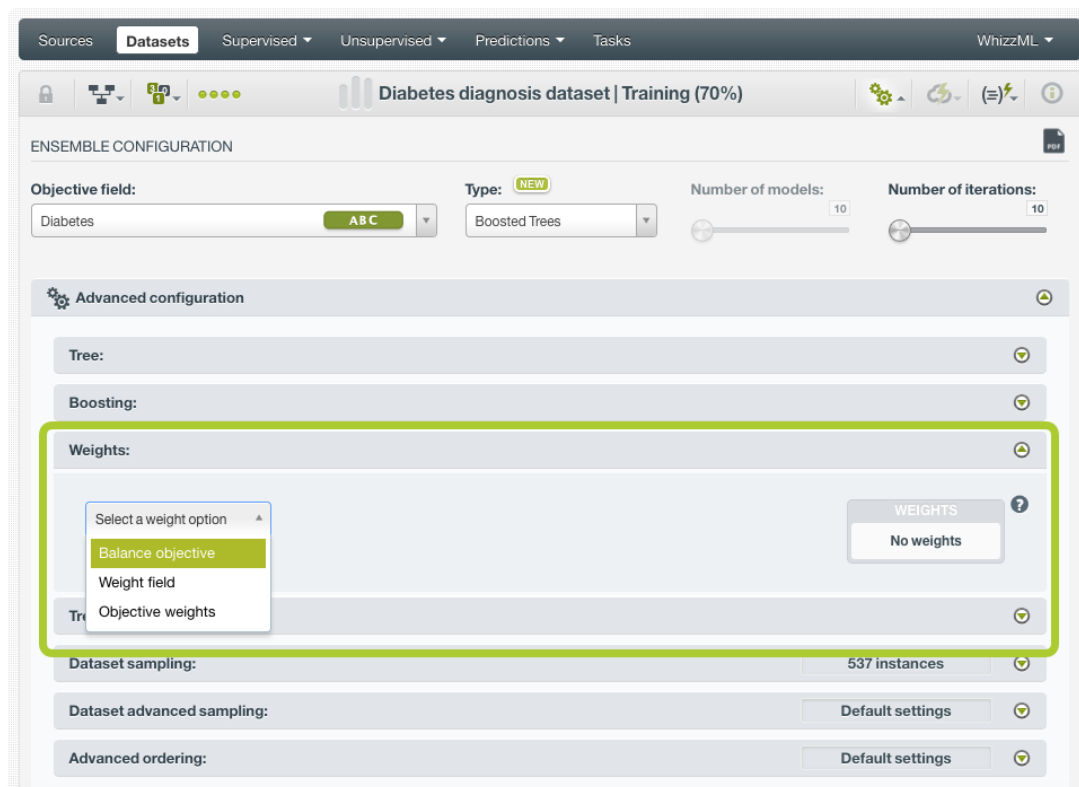 Sources Datasets Supervised Unsupervised Predictions Tasks WhizzML
Diabetes diagnosis dataset | Training (70%)
ENSEMBLE CONFIGURATION
PDF
Objective field: Type: NEW Number of models: Number of iterations:
Diabetes ABC Boosted Trees 10 10
Advanced configuration
Tree:
Boosting:
Weights:
Select a weight option WEIGHTS
Balance objective No weights
Weight field
Objective weights
Dataset sampling: 537 instances
Dataset advanced sampling: Default settings
Advanced ordering: Default settings